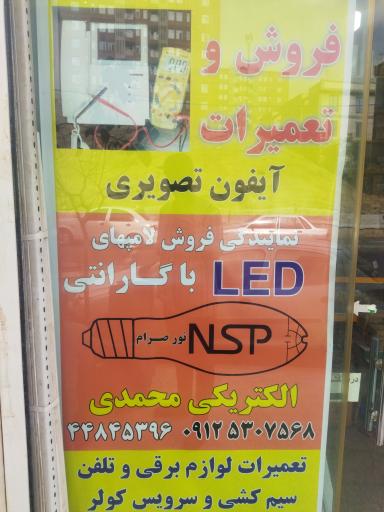 فروش و
تعمیرات
آیفون تصویری
نمایندگی فروش لامپهای
LED با گارانتی
NSP نور صرام
الکتریکی محمدی
۰۹۱۲۵۳۰۷۵۶۸ ۴۴۸۴۵۳۹۶
تعمیرات لوازم برقی و تلفن
سیم کشی و سرویس کولر